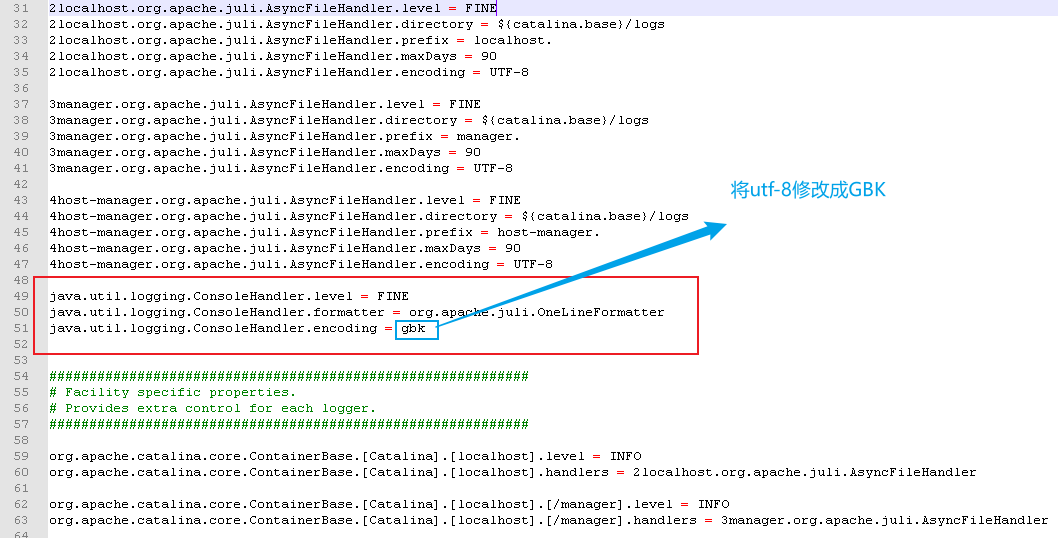 31 2localhost.org.apache.juli.AsyncFileHandler.level = FINE
32 2localhost.org.apache.juli.AsyncFileHandler.directory = ${catalina.base}/logs
33 2localhost.org.apache.juli.AsyncFileHandler.prefix = localhost.
34 2localhost.org.apache.juli.AsyncFileHandler.maxDays = 90
35 2localhost.org.apache.juli.AsyncFileHandler.encoding = UTF-8
36
37 3manager.org.apache.juli.AsyncFileHandler.level = FINE
38 3manager.org.apache.juli.AsyncFileHandler.directory = ${catalina.base}/logs
39 3manager.org.apache.juli.AsyncFileHandler.prefix = manager.
40 3manager.org.apache.juli.AsyncFileHandler.maxDays = 90
41 3manager.org.apache.juli.AsyncFileHandler.encoding = UTF-8
42
将utf-8修改成GBK
43 4host-manager.org.apache.juli.AsyncFileHandler.level = FINE
44 4host-manager.org.apache.juli.AsyncFileHandler.directory = ${catalina.base}/logs
45 4host-manager.org.apache.juli.AsyncFileHandler.prefix = host-manager.
46 4host-manager.org.apache.juli.AsyncFileHandler.maxDays = 90
47 4host-manager.org.apache.juli.AsyncFileHandler.encoding = UTF-8
48
49 java.util.logging.ConsoleHandler.level = FINE
50 java.util.logging.ConsoleHandler.formatter = org.apache.juli.OneLineFormatter
51 java.util.logging.ConsoleHandler.encoding = gbk
52
53
54 ############################################################
55 # Facility specific properties.
56 # Provides extra control for each logger.
57 ############################################################
58
59 org.apache.catalina.core.ContainerBase.[Catalina].[localhost].level = INFO
60 org.apache.catalina.core.ContainerBase.[Catalina].[localhost].handlers = 2localhost.org.apache.juli.AsyncFileHandler
61
62 org.apache.catalina.core.ContainerBase.[Catalina].[localhost].[/manager].level = INFO
63 org.apache.catalina.core.ContainerBase.[Catalina].[localhost].[/manager].handlers = 3manager.org.apache.juli.AsyncFileHandler
64